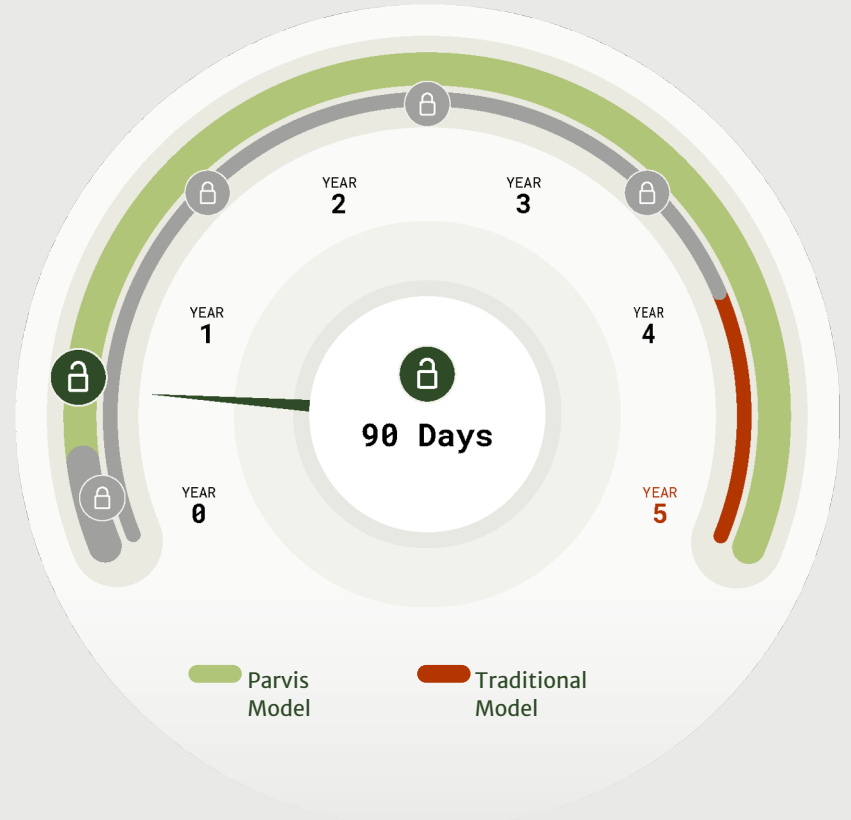 YEAR
0
YEAR
1
YEAR
2
YEAR
3
YEAR
4
YEAR
5
90 Days
Parvis
Model
Traditional
Model